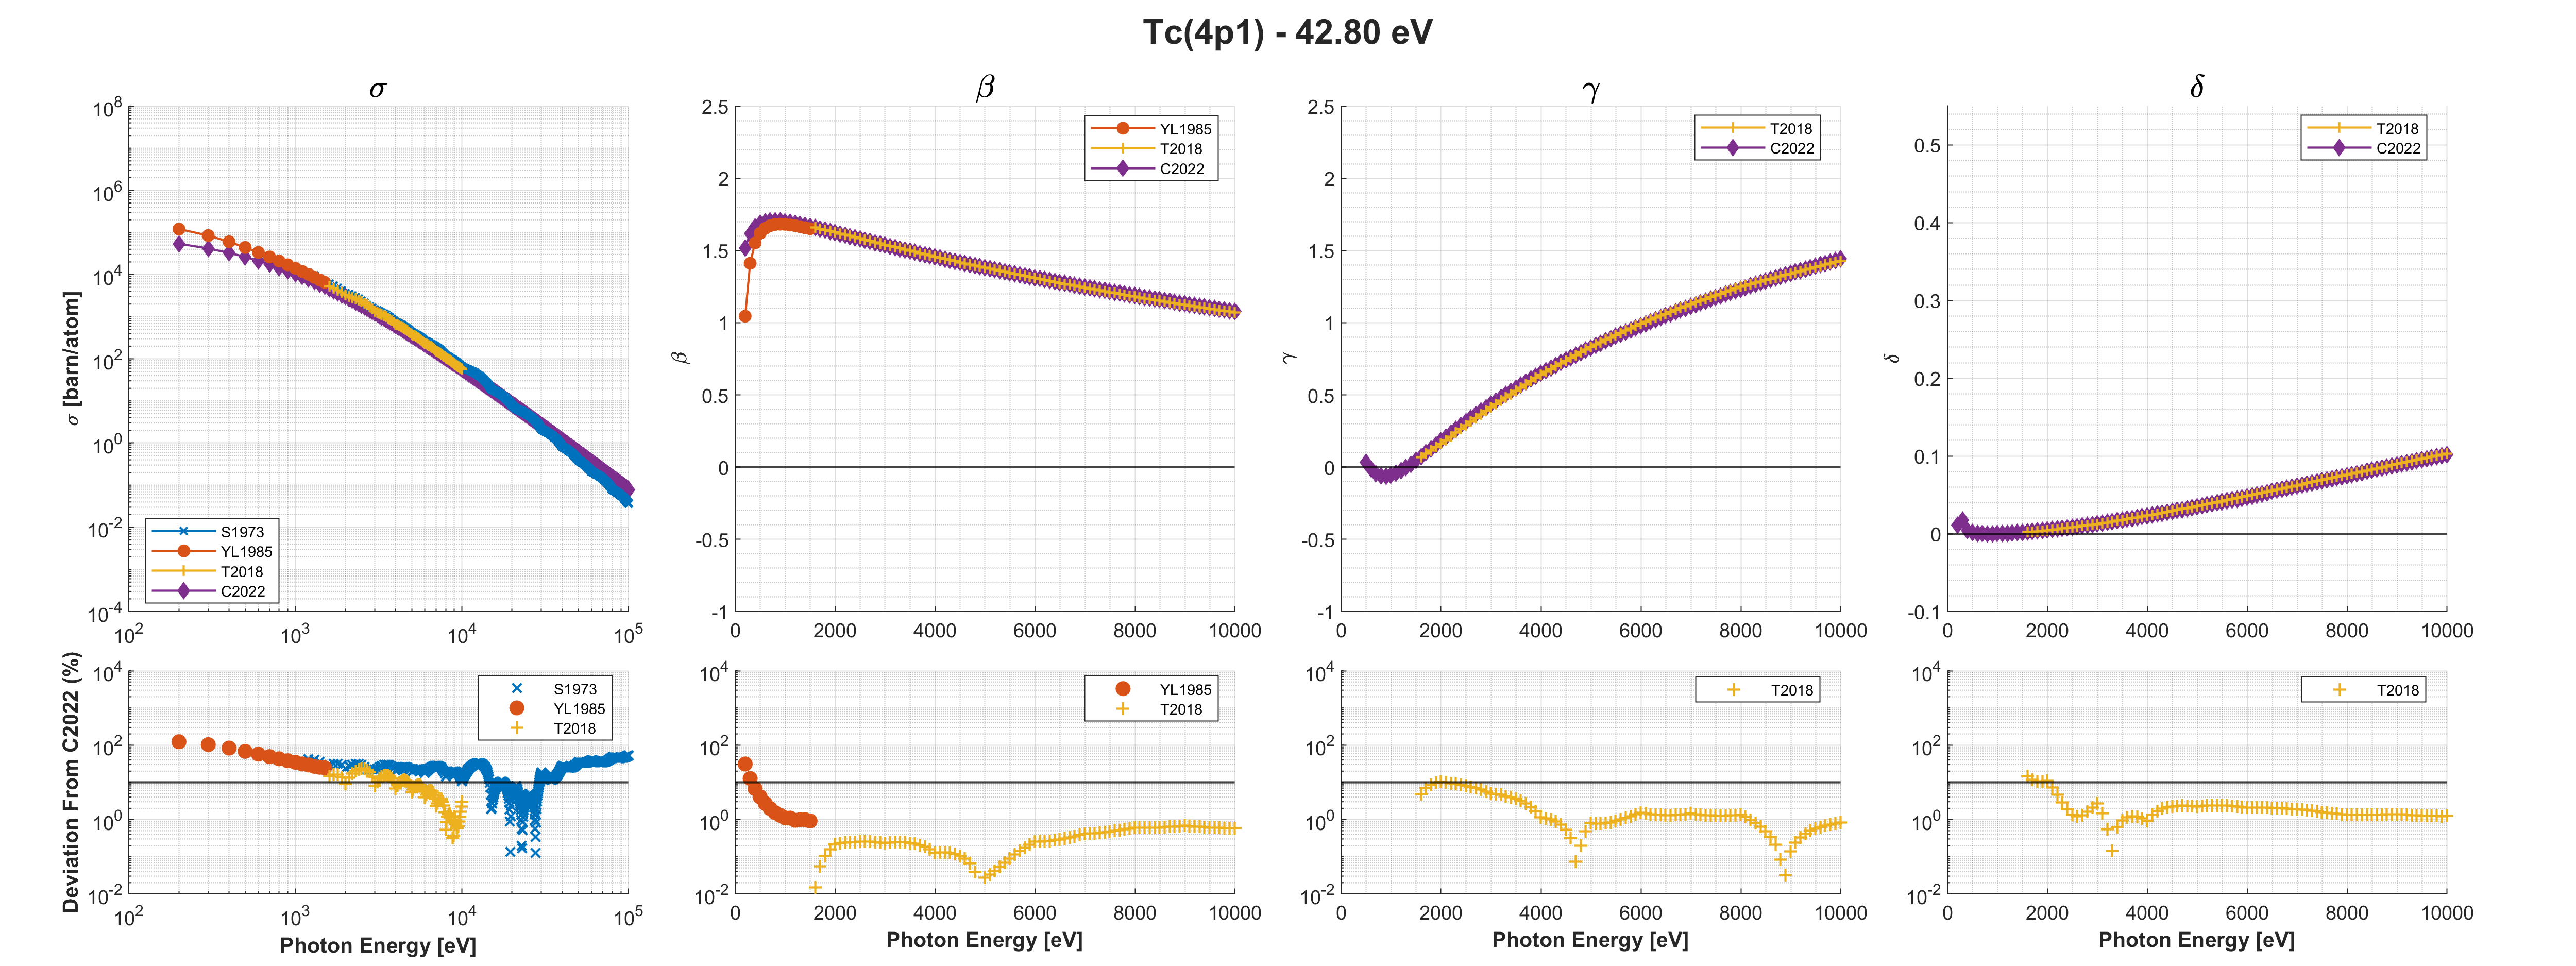 Tc(4p1) - 42.80 eV
σ
10^8
10^6
10^4
10^2
10^0
10^-2
10^-4
σ [barn/atom]
S1973
YL1985
T2018
C2022
10^2 10^3 10^4 10^5
β
2.5
2
1.5
1
0.5
0
-0.5
-1
β
YL1985
T2018
C2022
0 2000 4000 6000 8000 10000
γ
2.5
2
1.5
1
0.5
0
-0.5
-1
γ
T2018
C2022
0 2000 4000 6000 8000 10000
δ
0.5
0.4
0.3
0.2
0.1
0
-0.1
δ
T2018
C2022
0 2000 4000 6000 8000 10000
10^4
10^2
10^0
10^-2
Deviation From C2022 (%)
S1973
YL1985
T2018
10^2 10^3 10^4 10^5
Photon Energy [eV]
10^4
10^2
10^0
10^-2
YL1985
T2018
0 2000 4000 6000 8000 10000
Photon Energy [eV]
10^4
10^2
10^0
10^-2
T2018
0 2000 4000 6000 8000 10000
Photon Energy [eV]
10^4
10^2
10^0
10^-2
T2018
0 2000 4000 6000 8000 10000
Photon Energy [eV]